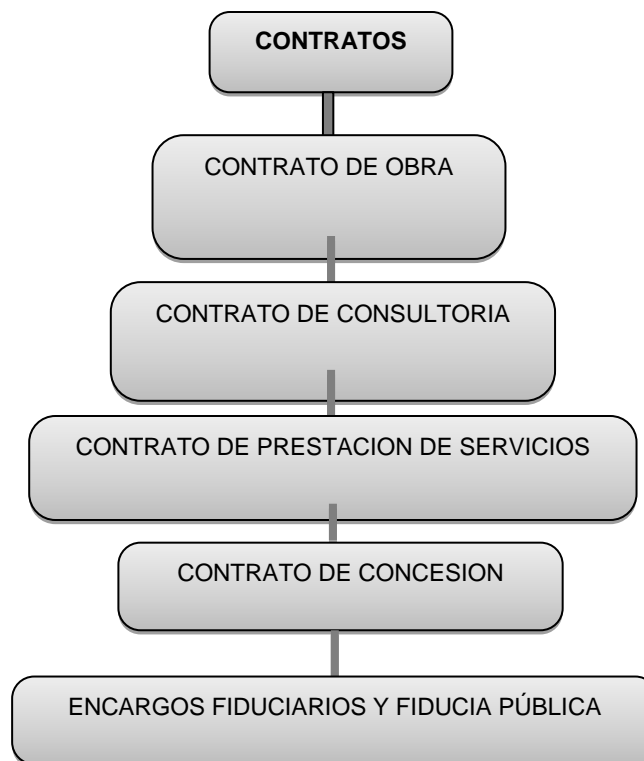 CONTRATOS
CONTRATO DE OBRA
CONTRATO DE CONSULTORIA
CONTRATO DE PRESTACION DE SERVICIOS
CONTRATO DE CONCESION
ENCARGOS FIDUCIARIOS Y FIDUCIA PÚBLICA